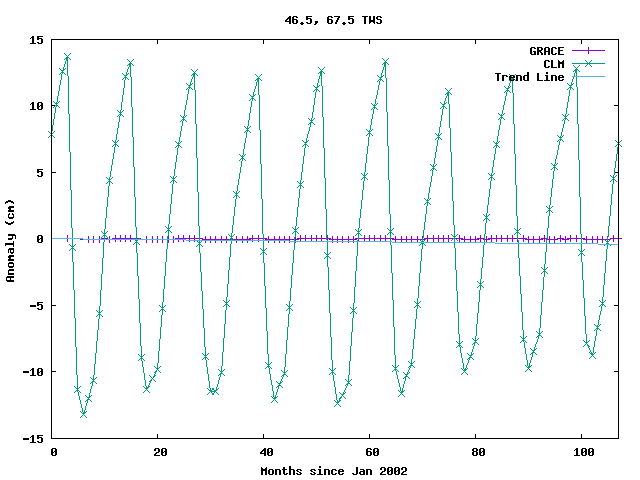 46.5, 67.5 TWS
GRACE
CLM
Trend Line
15
10
5
0
-5
-10
-15
Anomaly (cm)
0 20 40 60 80 100
Months since Jan 2002